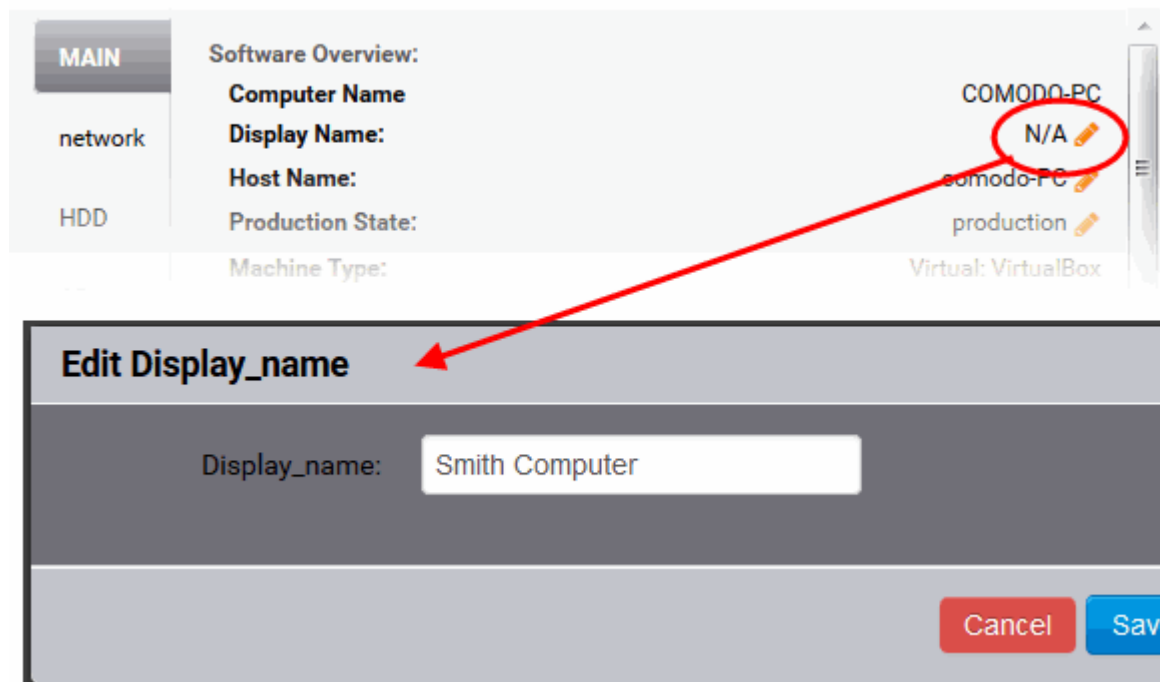 MAIN
Software Overview:
Computer Name COMODO-PC
network
Display Name: N/A
Host Name: comodo-PC
HDD
Production State: production
Machine Type: Virtual: VirtualBox
Edit Display_name
Display_name: Smith Computer
Cancel Sav